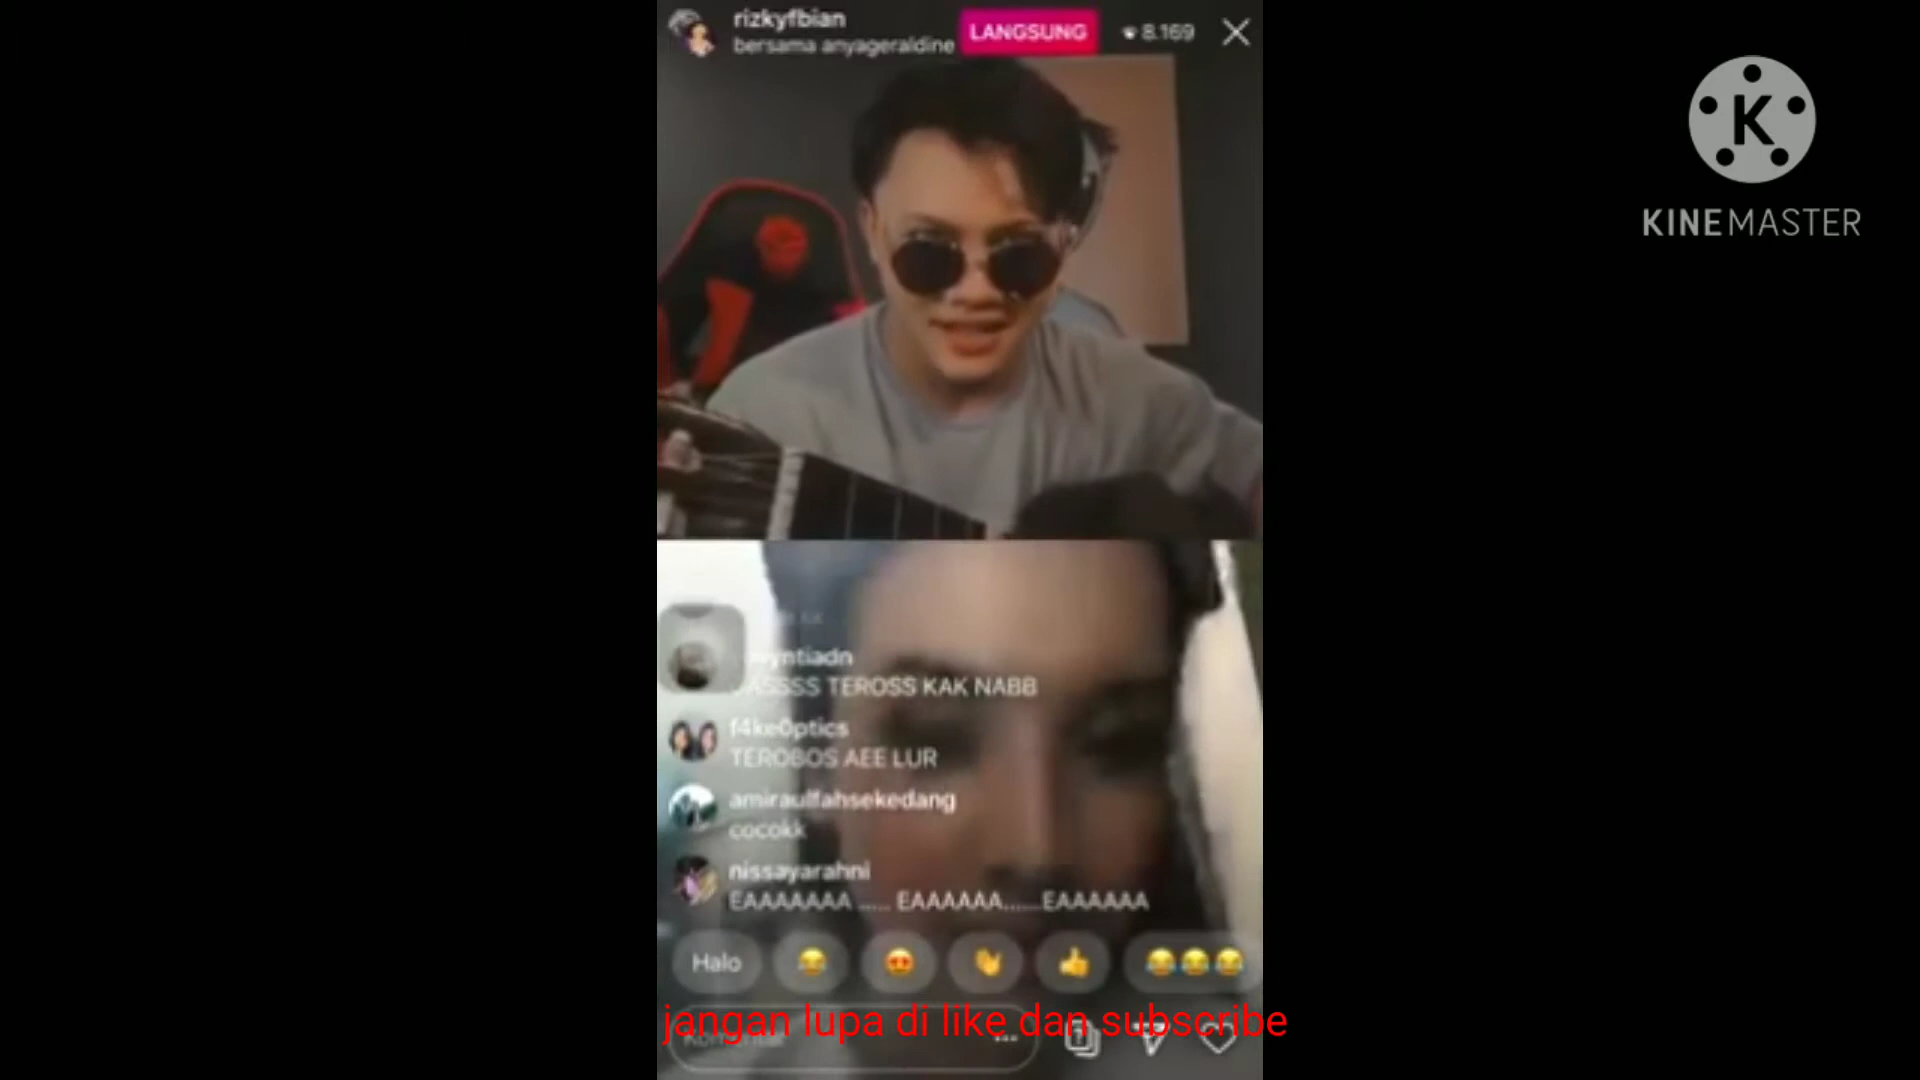 rizkyfbian
bersama anyageraldine
LANGSUNG
8.169
KINEMASTER
TEROSS KAK NABB
f4ke0ptics
TEROBOS AEE LUR
amiraulfahsekedang
cocokk
nissayarahni
EAAAAAAA ..... EAAAAAA......EAAAAAA
Halo
jangan lupa di like dan subscribe